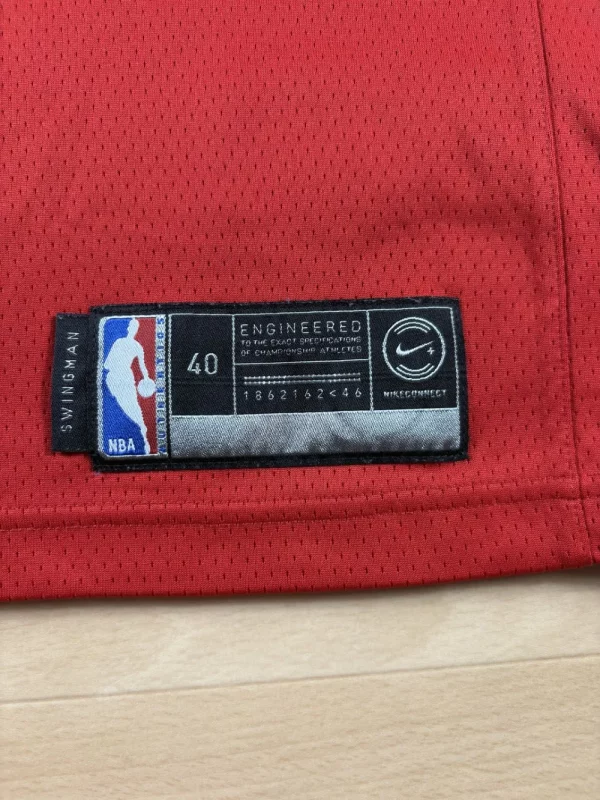 SWINGMAN
NBA
40
ENGINEERED
TO THE EXACT SPECIFICATIONS
OF CHAMPIONSHIP ATHLETES
1862162<46
NIKECONNECT